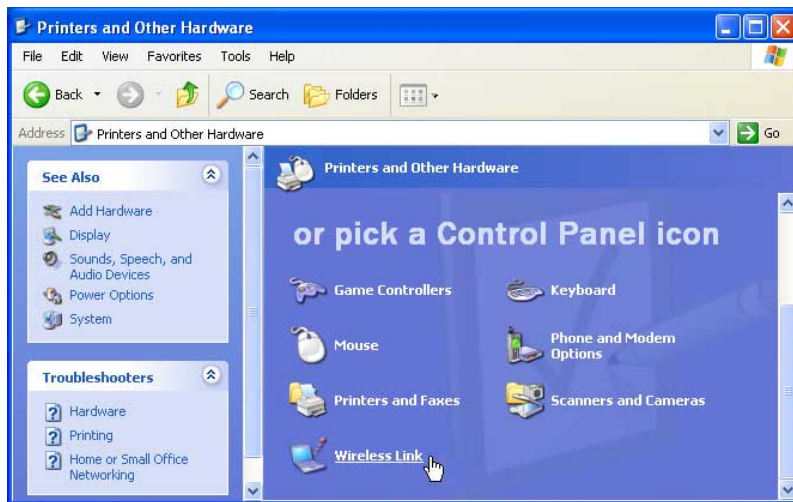 Printers and Other Hardware
File Edit View Favorites Tools Help
Back Search Folders
Address Printers and Other Hardware Go
See Also
Add Hardware
Display
Sounds, Speech, and
Audio Devices
Power Options
System
Troubleshooters
Hardware
Printing
Home or Small Office
Networking
Printers and Other Hardware
or pick a Control Panel icon
Game Controllers
Keyboard
Mouse
Phone and Modem
Options
Printers and Faxes
Scanners and Cameras
Wireless Link